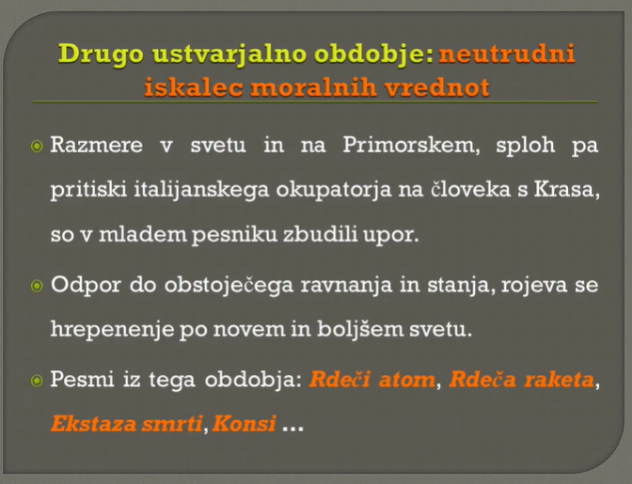 Drugo ustvarjalno obdobje: neutrudni
iskalec moralnih vrednot
Razmere v svetu in na Primorskem, sploh pa
pritiski italijanskega okupatorja na človeka s Krasa,
so v mladem pesniku zbudili upor.
Odpor do obstoječega ravnanja in stanja, rojeva se
hrepenenje po novem in boljšem svetu.
Pesmi iz tega obdobja: Rdeči atom, Rdeča raketa,
Ekstaza smrti, Konsi ...